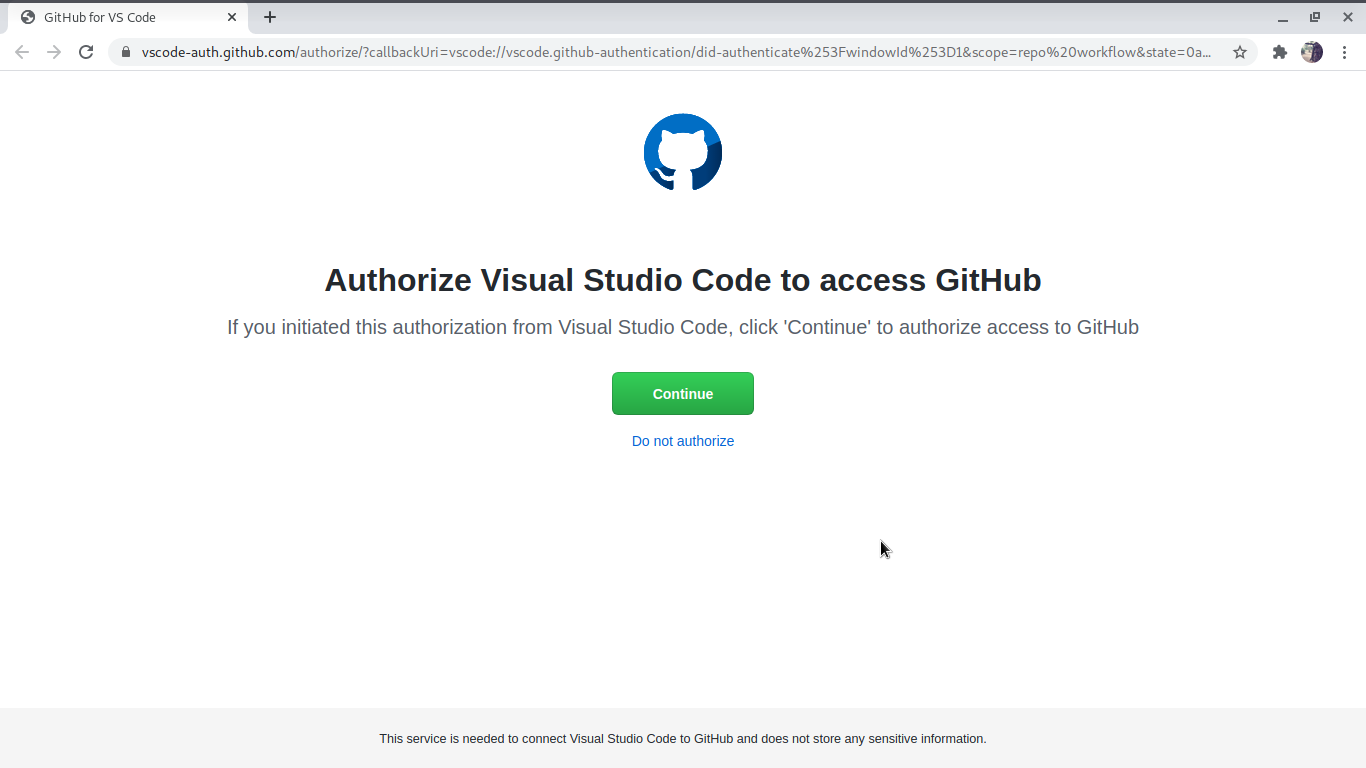 GitHub for VS Code
vscode-auth.github.com/authorize/?callbackUri=vscode://vscode.github-authentication/did-authenticate%253FwindowId%253D1&scope=repo%20workflow&state=0a...
Authorize Visual Studio Code to access GitHub
If you initiated this authorization from Visual Studio Code, click 'Continue' to authorize access to GitHub
Continue
Do not authorize
This service is needed to connect Visual Studio Code to GitHub and does not store any sensitive information.